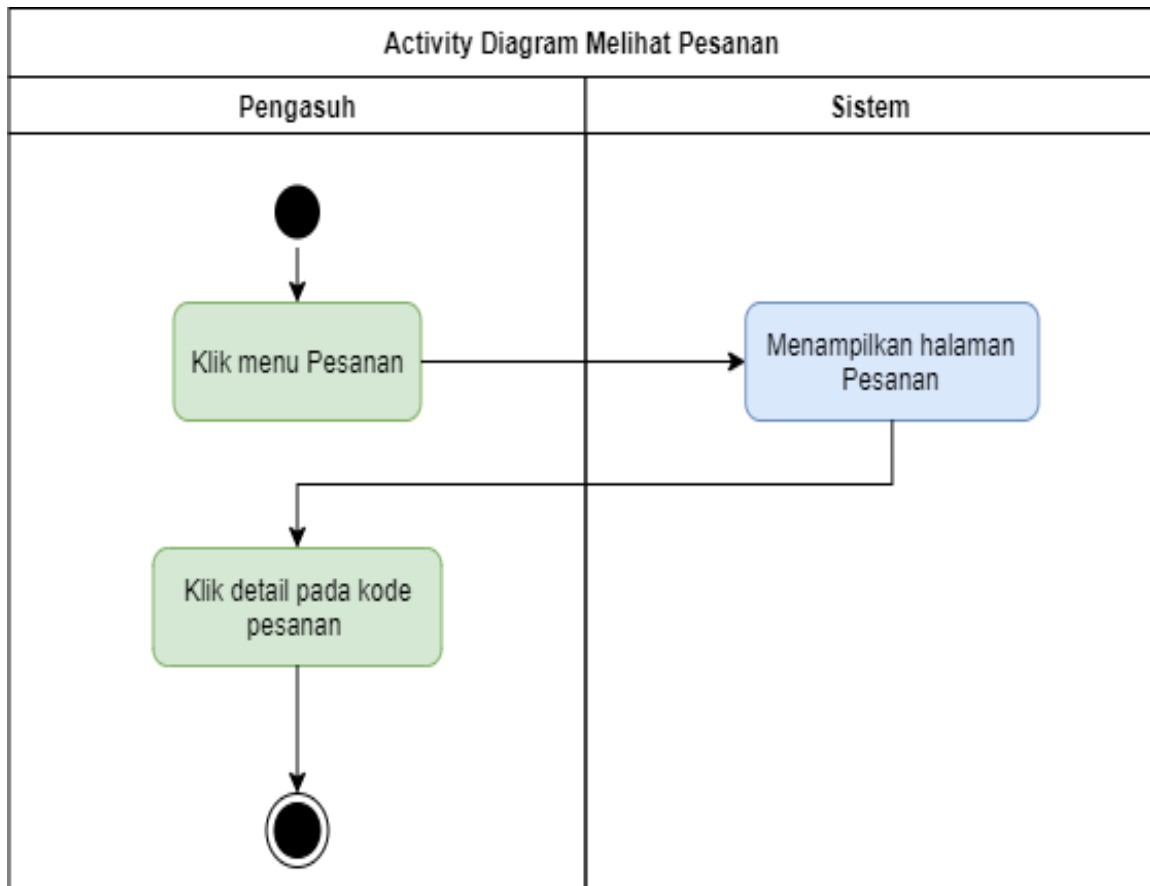 Activity Diagram Melihat Pesanan
Pengasuh
Sistem
Klik menu Pesanan
Menampilkan halaman
Pesanan
Klik detail pada kode
pesanan